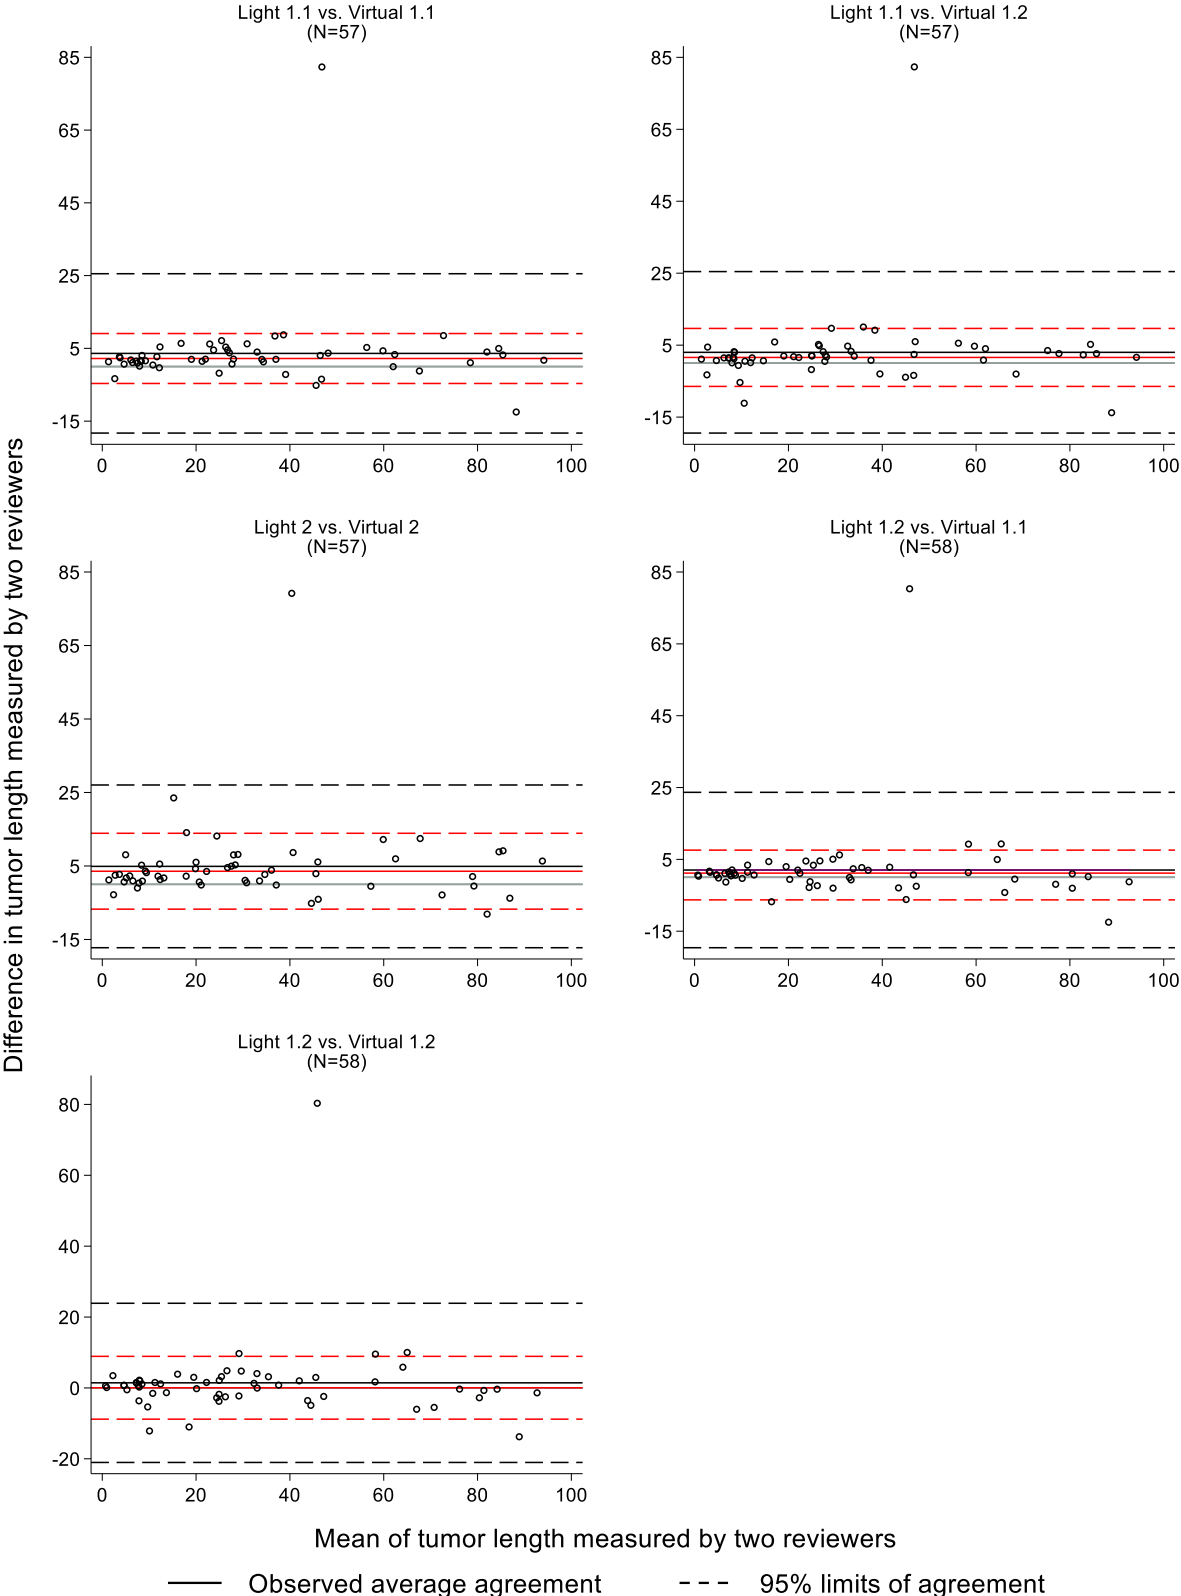 Light 1.1 vs. Virtual 1.1
(N=57)
85
65
45
25
5
-15
0 20 40 60 80 100
Light 1.1 vs. Virtual 1.2
(N=57)
85
65
45
25
5
-15
0 20 40 60 80 100
Difference in tumor length measured by two reviewers
Light 2 vs. Virtual 2
(N=57)
85
65
45
25
5
-15
0 20 40 60 80 100
Light 1.2 vs. Virtual 1.1
(N=58)
85
65
45
25
5
-15
0 20 40 60 80 100
Light 1.2 vs. Virtual 1.2
(N=58)
80
60
40
20
0
-20
0 20 40 60 80 100
Mean of tumor length measured by two reviewers
Observed average agreement
95% limits of agreement